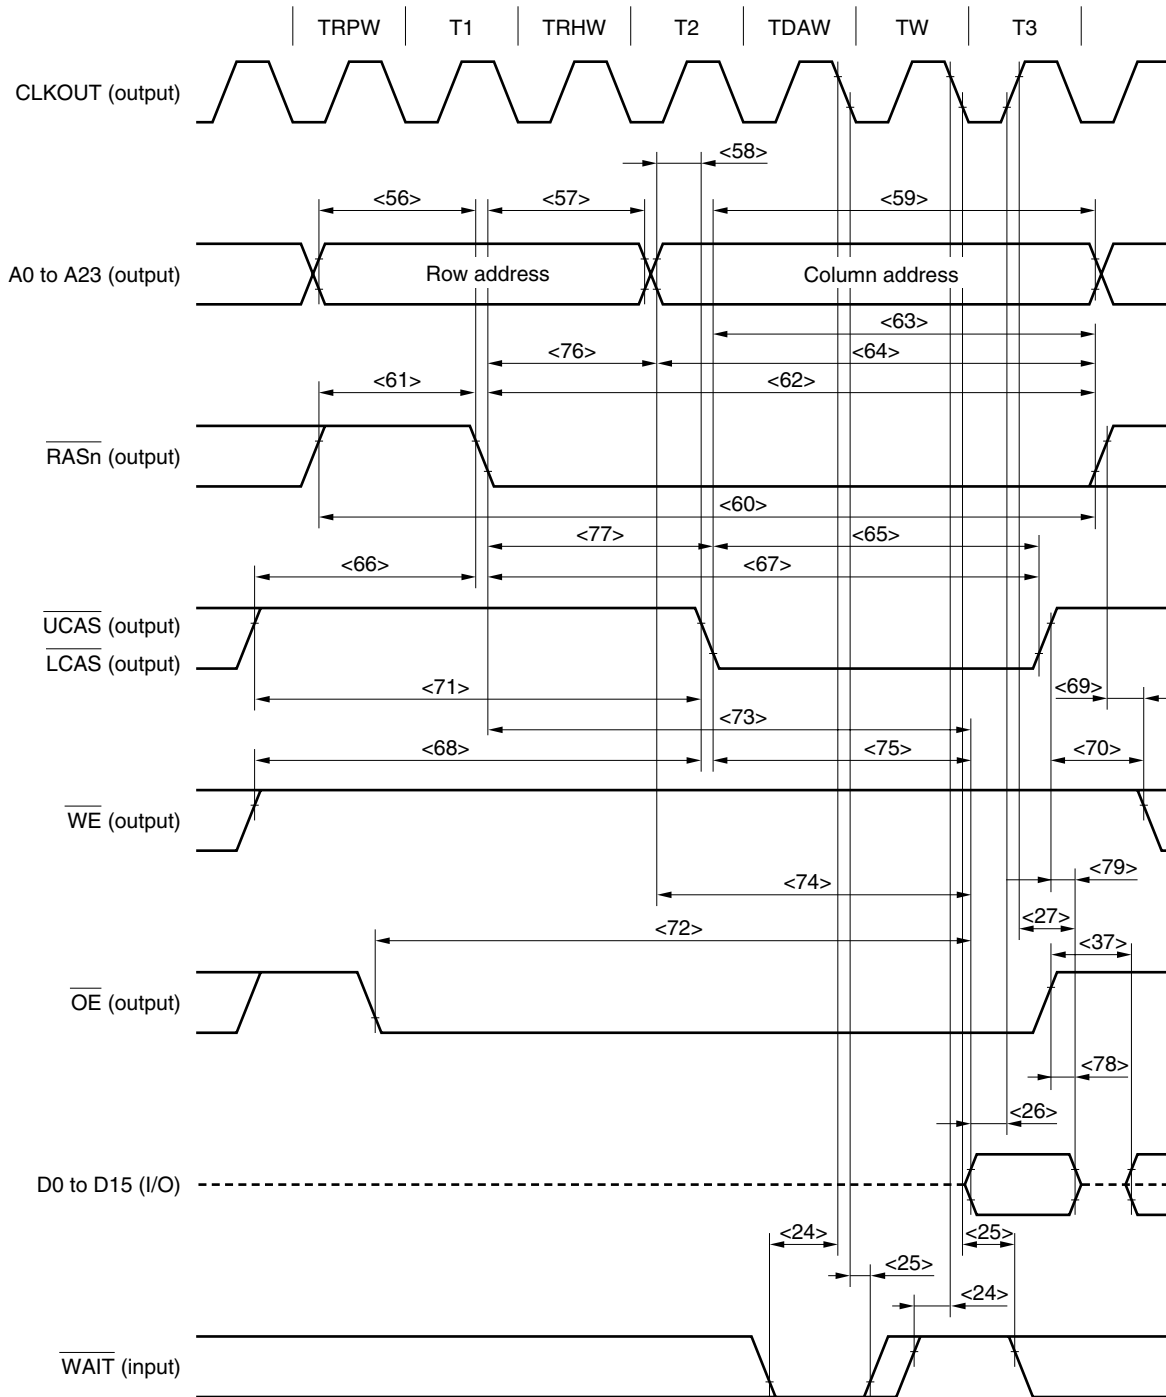 TRPW T1 TRHW T2 TDAW TW T3
CLKOUT (output)
<58>
<56> <57> <59>
A0 to A23 (output) Row address Column address
<63>
<76> <64>
<61> <62>
RASn (output)
<60>
<77> <65>
<66> <67>
UCAS (output)
LCAS (output)
<71> <69>
<73>
<68> <75> <70>
WE (output)
<74> <79>
<27>
<72> <37>
OE (output)
<78>
<26>
D0 to D15 (I/O)
<24> <25>
<25>
<24>
WAIT (input)